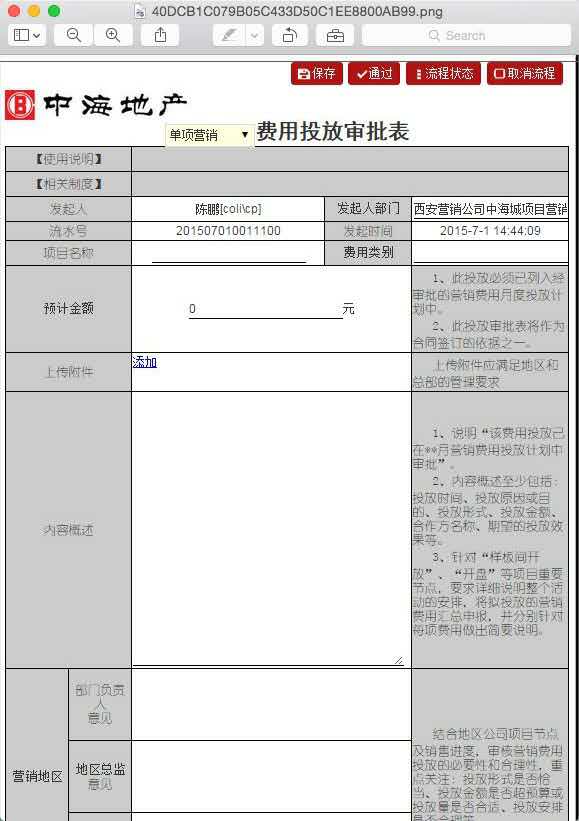 40DCB1C079B05C433D50C1EE8800AB99.png
Search
保存
通过
流程状态
取消流程
中海地产
单项营销
费用投放审批表
【使用说明】
【相关制度】
发起人
陈鹏[coli\cp]
发起人部门
西安营销公司中海城项目营销
流水号
201507010011100
发起时间
2015-7-1 14:44:09
项目名称
费用类别
预计金额
0
元
1、此投放必须已列入经
审批的营销费用月度投放计
划中。
2、此投放审批表将作为
合同签订的依据之一。
上传附件
添加
上传附件应满足地区和
总部的管理要求
内容概述
1、说明“该费用投放已
在**月营销费用投放计划中
审批”。
2、内容概述至少包括：
投放时间、投放原因或目
的、投放形式、投放金额、
合作方名称、期望的投放效
果等。
3、针对“样板间开
放”、“开盘”等项目重要
节点，要求详细说明整个活
动的安排，将拟投放的营销
费用汇总申报，并分别针对
每项费用做出简要说明。
营销地区
部门负责
人
意见
地区总监
意见
结合地区公司项目节点
及销售进度，审核营销费用
投放的必要性和合理性，重
点关注：投放形式是否恰
当、投放金额是否超预算或
投放量是否合适、投放安排
是否合理等